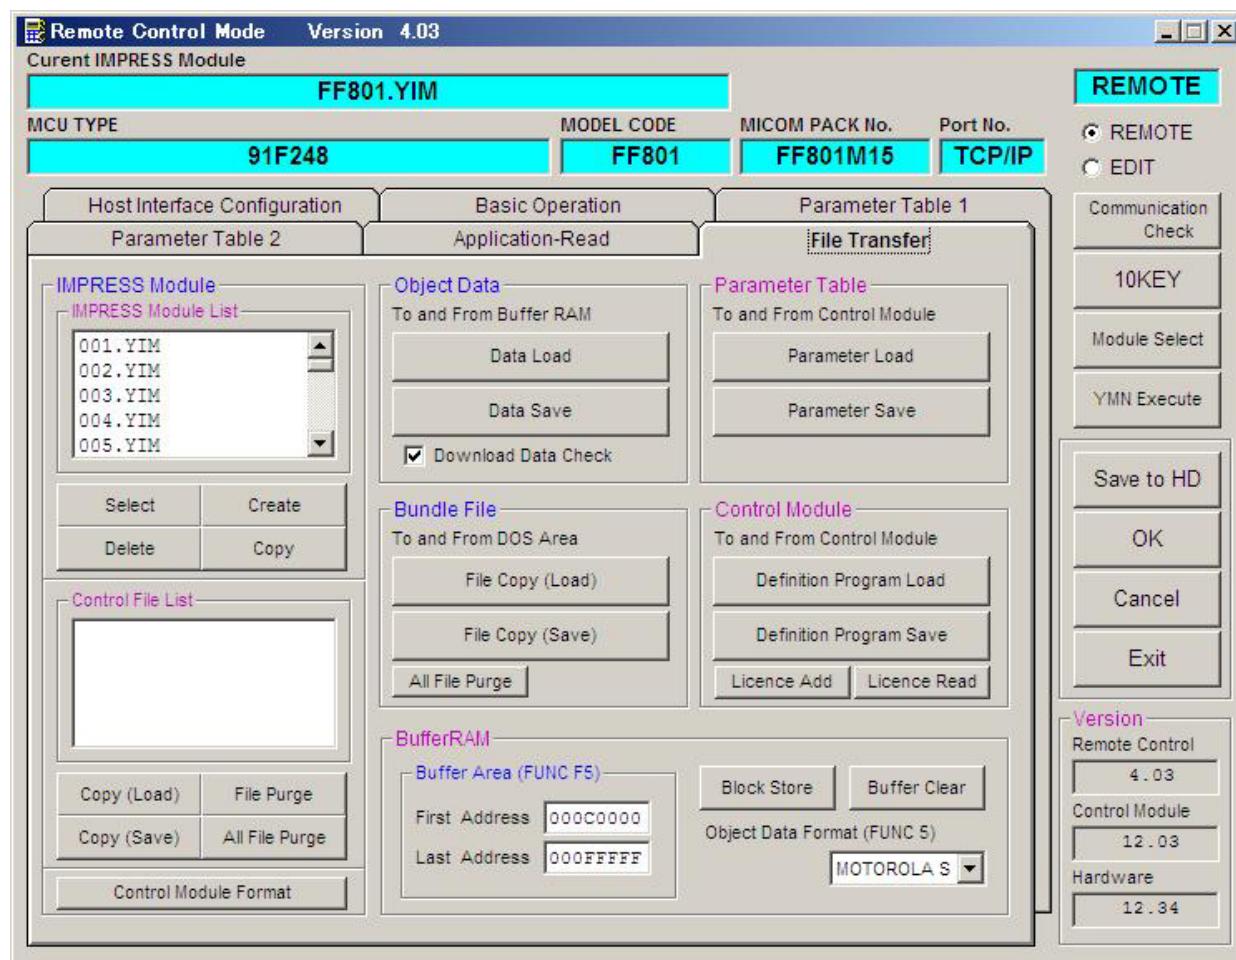 Remote Control Mode Version 4.03
Curent IMPRESS Module
FF801.YIM
REMOTE
MCU TYPE
MODEL CODE
MICOM PACK No.
Port No.
91F248
FF801
FF801M15
TCP/IP
REMOTE
EDIT
Host Interface Configuration
Basic Operation
Parameter Table 1
Parameter Table 2
Application-Read
File Transfer
Communication
Check
10KEY
Module Select
YMN Execute
Save to HD
OK
Cancel
Exit
IMPRESS Module
IMPRESS Module List
001.YIM
002.YIM
003.YIM
004.YIM
005.YIM
Select
Create
Delete
Copy
Control File List
Copy (Load)
File Purge
Copy (Save)
All File Purge
Control Module Format
Object Data
To and From Buffer RAM
Data Load
Data Save
Download Data Check
Parameter Table
To and From Control Module
Parameter Load
Parameter Save
Bundle File
To and From DOS Area
File Copy (Load)
File Copy (Save)
All File Purge
Control Module
To and From Control Module
Definition Program Load
Definition Program Save
Licence Add
Licence Read
BufferRAM
Buffer Area (FUNC F5)
First Address 000C0000
Last Address 000FFFFF
Block Store
Buffer Clear
Object Data Format (FUNC 5)
MOTOROLA S
Version
Remote Control
4.03
Control Module
12.03
Hardware
12.34